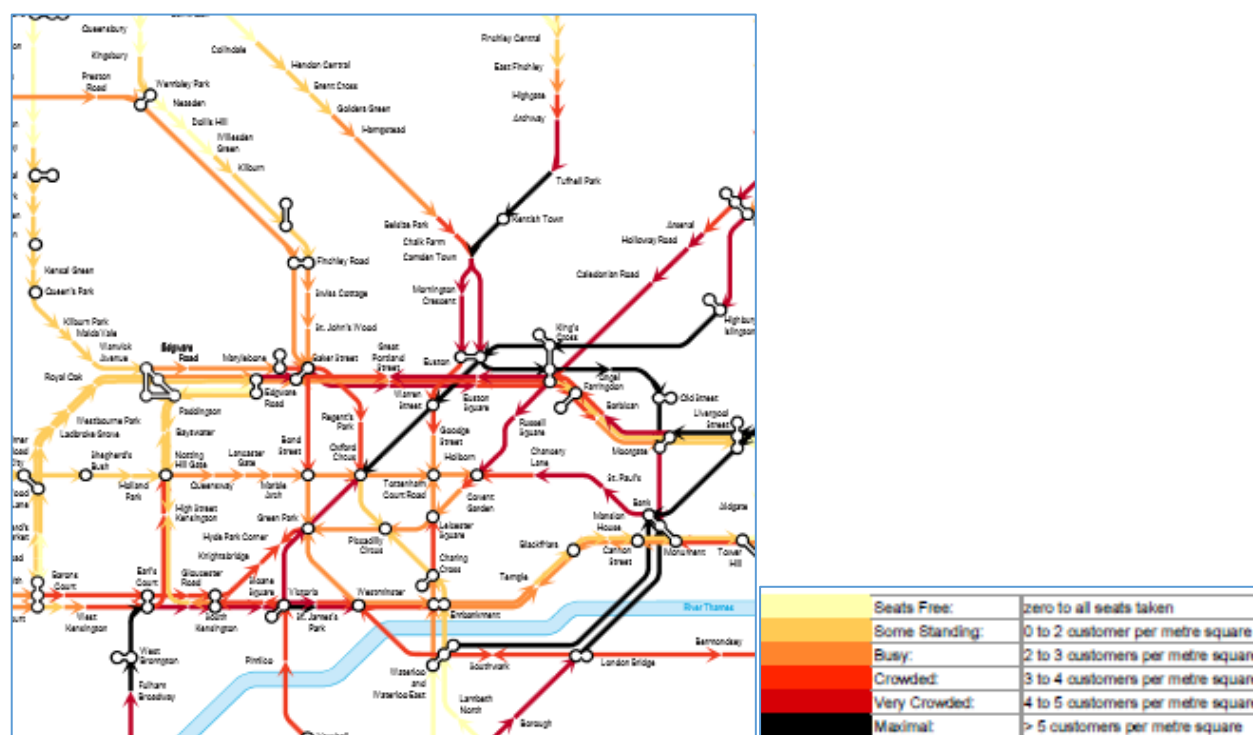 Queensbury
Finchley Central
Colindale
Kingsbury
Hendon Central
East Finchley
Preston
Road
Wembley Park
Brent Cross
Neasden
Highgate
Golders Green
Dollis Hill
Archway
Hampstead
Willesden
Green
Kilburn
Tufnell Park
Kentish Town
Belsize Park
Arsenal
Chalk Farm
Holloway Road
Camden Town
Kensal Green
Finchley Road
Caledonian Road
Queen's Park
Swiss Cottage
Mornington
Crescent
Highbury
Islington
Kilburn Park
Maida Vale
St. John's Wood
King's
Cross
Warwick
Avenue
Edgware
Road
Marylebone
Baker Street
Great
Portland
Street
Euston
Royal Oak
Angel
Farringdon
Edgware
Road
Warren
Street
Euston
Square
Old Street
Paddington
Barbican
Liverpool
Street
Westbourne Park
Regent's
Park
Russell
Square
Ladbroke Grove
Bayswater
Goodge
Street
Moorgate
Shepherd's
Bush
Notting
Hill Gate
Lancaster
Gate
Bond
Street
Oxford
Circus
Holborn
Chancery
Lane
Holland
Park
Queensway
Marble
Arch
Tottenham
Court Road
St. Paul's
High Street
Kensington
Covent
Garden
Bank
Aldgate
Green Park
Mansion
House
Hyde Park Corner
Leicester
Square
Piccadilly
Circus
Knightsbridge
Blackfriars
Cannon
Street
Monument
Tower
Hill
Charing
Cross
Barons
Court
Earl's
Court
Gloucester
Road
Sloane
Square
Victoria
Westminster
Temple
West
Kensington
South
Kensington
St. James's
Park
Embankment
River Thames
West
Brompton
Pimlico
Southwark
London Bridge
Bermondsey
Fulham
Broadway
Waterloo
and
Waterloo East
Lambeth
North
Borough
Seats Free: zero to all seats taken
Some Standing: 0 to 2 customer per metre square
Busy: 2 to 3 customers per metre square
Crowded: 3 to 4 customers per metre square
Very Crowded: 4 to 5 customers per metre square
Maximal: > 5 customers per metre square